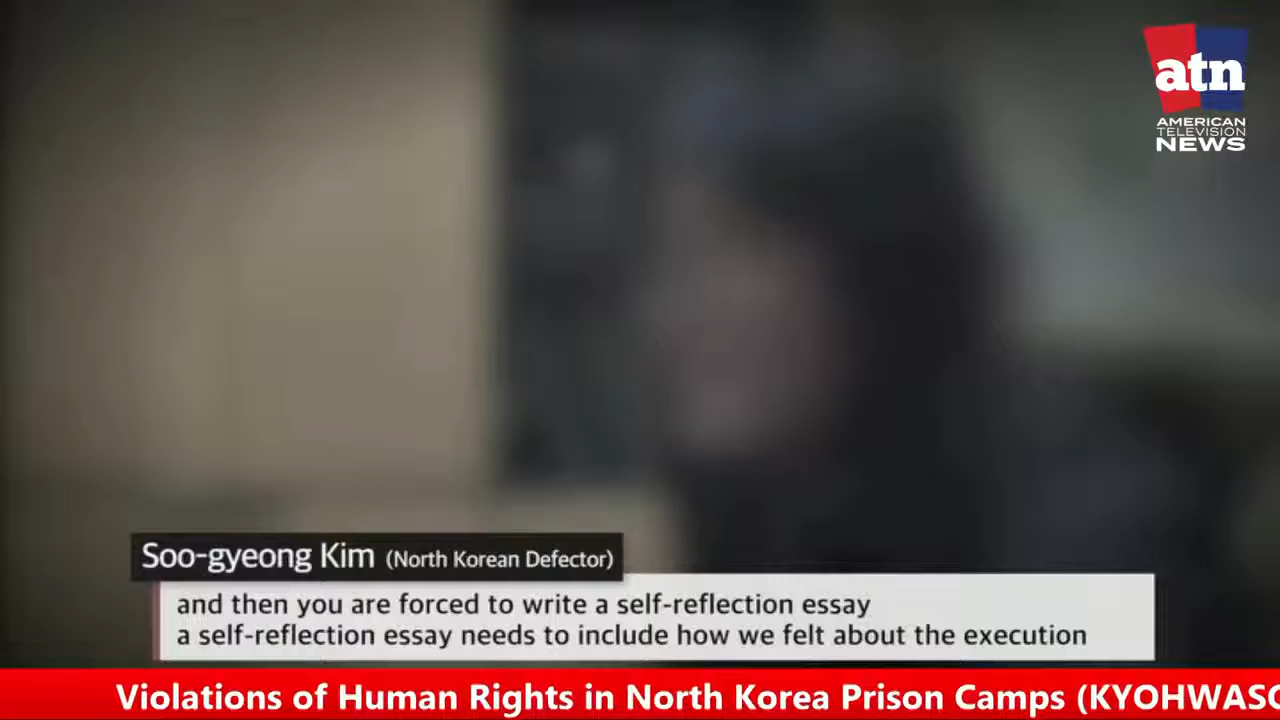 atn
AMERICAN
TELEVISION
NEWS
Soo-gyeong Kim (North Korean Defector)
and then you are forced to write a self-reflection essay
a self-reflection essay needs to include how we felt about the execution
Violations of Human Rights in North Korea Prison Camps (KYOHWASO